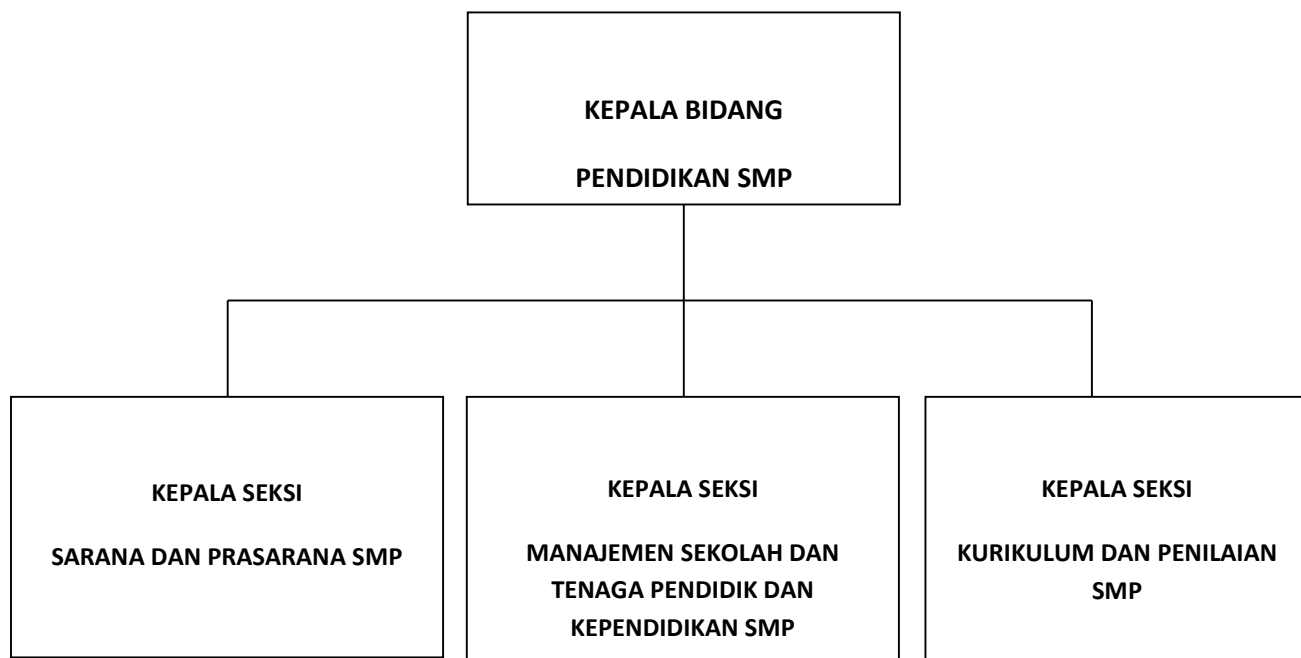 KEPALA BIDANG
PENDIDIKAN SMP
KEPALA SEKSI
SARANA DAN PRASARANA SMP
KEPALA SEKSI
MANAJEMEN SEKOLAH DAN
TENAGA PENDIDIK DAN
KEPENDIDIKAN SMP
KEPALA SEKSI
KURIKULUM DAN PENILAIAN
SMP